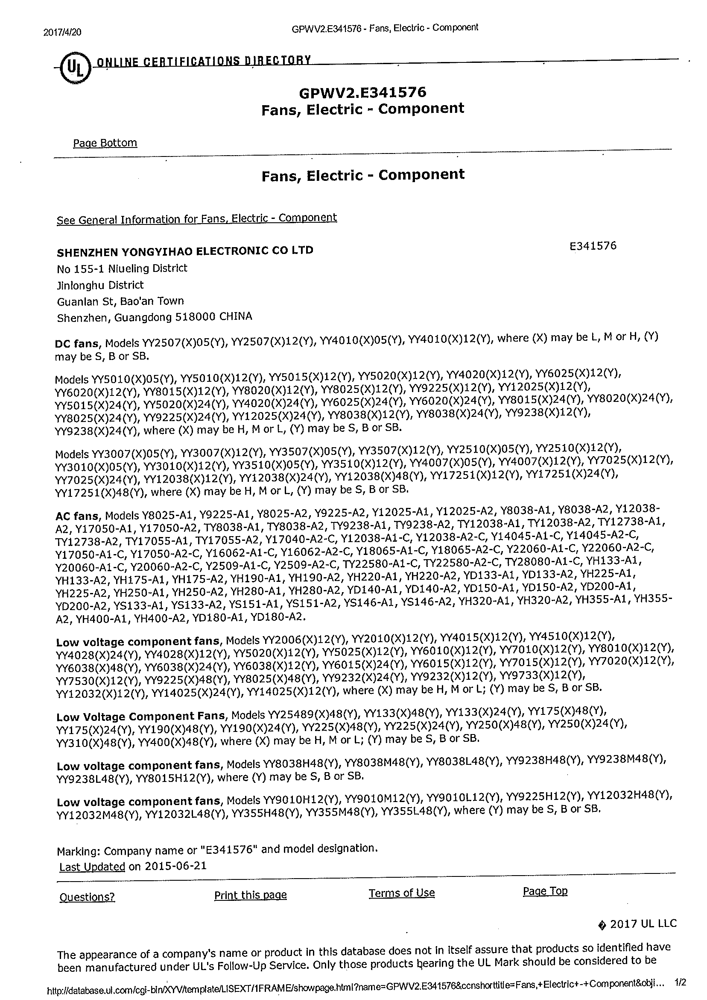 2017/4/20
GPWV2.E341576 - Fans, Electric - Component
UL ONLINE CERTIFICATIONS DIRECTORY
GPWV2.E341576
Fans, Electric - Component
Page Bottom
Fans, Electric - Component
See General Information for Fans, Electric - Component
SHENZHEN YONGYIHAO ELECTRONIC CO LTD E341576
No 155-1 Niueling District
Jinlonghu District
Guanlan St, Bao'an Town
Shenzhen, Guangdong 518000 CHINA
DC fans, Models YY2507(X)05(Y), YY2507(X)12(Y), YY4010(X)05(Y), YY4010(X)12(Y), where (X) may be L, M or H, (Y)
may be S, B or SB.
Models YY5010(X)05(Y), YY5010(X)12(Y), YY5015(X)12(Y), YY5020(X)12(Y), YY4020(X)12(Y), YY6025(X)12(Y),
YY6020(X)12(Y), YY8015(X)12(Y), YY8020(X)12(Y), YY8025(X)12(Y), YY9225(X)12(Y), YY12025(X)12(Y),
YY5015(X)24(Y), YY5020(X)24(Y), YY4020(X)24(Y), YY6025(X)24(Y), YY6020(X)24(Y), YY8015(X)24(Y), YY8020(X)24(Y),
YY8025(X)24(Y), YY9225(X)24(Y), YY12025(X)24(Y), YY8038(X)12(Y), YY8038(X)24(Y), YY9238(X)12(Y),
YY9238(X)24(Y), where (X) may be H, M or L, (Y) may be S, B or SB.
Models YY3007(X)05(Y), YY3007(X)12(Y), YY3507(X)05(Y), YY3507(X)12(Y), YY2510(X)05(Y), YY2510(X)12(Y),
YY3010(X)05(Y), YY3010(X)12(Y), YY3510(X)05(Y), YY3510(X)12(Y), YY4007(X)05(Y), YY4007(X)12(Y), YY7025(X)12(Y),
YY7025(X)24(Y), YY12038(X)12(Y), YY12038(X)24(Y), YY12038(X)48(Y), YY17251(X)12(Y), YY17251(X)24(Y),
YY17251(X)48(Y), where (X) may be H, M or L, (Y) may be S, B or SB.
AC fans, Models Y8025-A1, Y9225-A1, Y8025-A2, Y9225-A2, Y12025-A1, Y12025-A2, Y8038-A1, Y8038-A2, Y12038-
A2, Y17050-A1, Y17050-A2, TY8038-A1, TY8038-A2, TY9238-A1, TY9238-A2, TY12038-A1, TY12038-A2, TY12738-A1,
TY12738-A2, TY17055-A1, TY17055-A2, Y17040-A2-C, Y12038-A1-C, Y12038-A2-C, Y14045-A1-C, Y14045-A2-C,
Y17050-A1-C, Y17050-A2-C, Y16062-A1-C, Y16062-A2-C, Y18065-A1-C, Y18065-A2-C, Y22060-A1-C, Y22060-A2-C,
Y20060-A1-C, Y20060-A2-C, Y2509-A1-C, Y2509-A2-C, TY22580-A1-C, TY22580-A2-C, TY28080-A1-C, YH133-A1,
YH133-A2, YH175-A1, YH175-A2, YH190-A1, YH190-A2, YH220-A1, YH220-A2, YD133-A1, YD133-A2, YH225-A1,
YH225-A2, YH250-A1, YH250-A2, YH280-A1, YH280-A2, YD140-A1, YD140-A2, YD150-A1, YD150-A2, YD200-A1,
YD200-A2, YS133-A1, YS133-A2, YS151-A1, YS151-A2, YS146-A1, YS146-A2, YH320-A1, YH320-A2, YH355-A1, YH355-
A2, YH400-A1, YH400-A2, YD180-A1, YD180-A2.
Low voltage component fans, Models YY2006(X)12(Y), YY2010(X)12(Y), YY4015(X)12(Y), YY4510(X)12(Y),
YY4028(X)24(Y), YY4028(X)12(Y), YY5020(X)12(Y), YY5025(X)12(Y), YY6010(X)12(Y), YY7010(X)12(Y), YY8010(X)12(Y),
YY6038(X)48(Y), YY6038(X)24(Y), YY6038(X)12(Y), YY6015(X)24(Y), YY6015(X)12(Y), YY7015(X)12(Y), YY7020(X)12(Y),
YY7530(X)12(Y), YY9225(X)48(Y), YY8025(X)48(Y), YY9232(X)24(Y), YY9232(X)12(Y), YY9733(X)12(Y),
YY12032(X)12(Y), YY14025(X)24(Y), YY14025(X)12(Y), where (X) may be H, M or L; (Y) may be S, B or SB.
Low Voltage Component Fans, Models YY25489(X)48(Y), YY133(X)48(Y), YY133(X)24(Y), YY175(X)48(Y),
YY175(X)24(Y), YY190(X)48(Y), YY190(X)24(Y), YY225(X)48(Y), YY225(X)24(Y), YY250(X)48(Y), YY250(X)24(Y),
YY310(X)48(Y), YY400(X)48(Y), where (X) may be H, M or L; (Y) may be S, B or SB.
Low voltage component fans, Models YY8038H48(Y), YY8038M48(Y), YY8038L48(Y), YY9238H48(Y), YY9238M48(Y),
YY9238L48(Y), YY8015H12(Y), where (Y) may be S, B or SB.
Low voltage component fans, Models YY9010H12(Y), YY9010M12(Y), YY9010L12(Y), YY9225H12(Y), YY12032H48(Y),
YY12032M48(Y), YY12032L48(Y), YY355H48(Y), YY355M48(Y), YY355L48(Y), where (Y) may be S, B or SB.
Marking: Company name or "E341576" and model designation.
Last Updated on 2015-06-21
Questions? Print this page Terms of Use Page Top
� 2017 UL LLC
The appearance of a company's name or product in this database does not in itself assure that products so identified have
been manufactured under UL's Follow-Up Service. Only those products bearing the UL Mark should be considered to be
http://database.ul.com/cgi-bin/XYV/template/LISEXT/1FRAME/showpage.html?name=GPWV2.E341576&ccnshorttitle=Fans,+Electric+-+Component&obji... 1/2